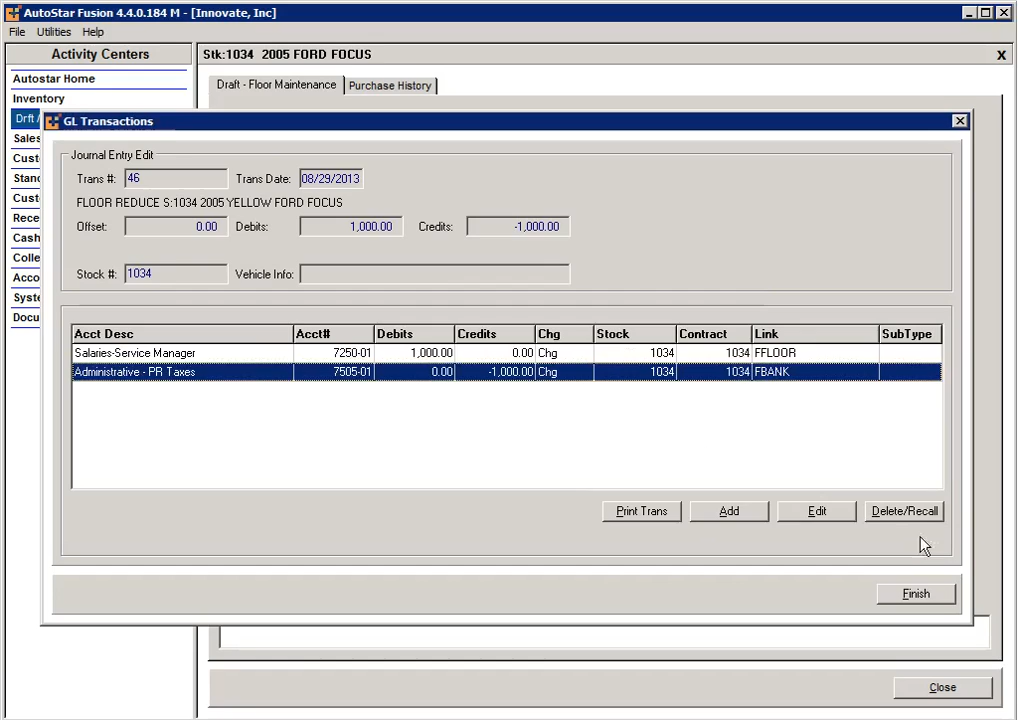 AutoStar Fusion 4.4.0.184 M - [Innovate, Inc]
File Utilities Help
Activity Centers
Stk:1034 2005 FORD FOCUS X
Autostar Home
Draft - Floor Maintenance Purchase History
Inventory
Drft /
GL Transactions
Sales
Journal Entry Edit
Cust
Trans #: 46 Trans Date: 08/29/2013
Stand
Cust
FLOOR REDUCE S:1034 2005 YELLOW FORD FOCUS
Rece
Offset: 0.00 Debits: 1,000.00 Credits: -1,000.00
Cash
Colle
Stock #: 1034 Vehicle Info:
Acco
Syste
Docu
Acct Desc Acct# Debits Credits Chg Stock Contract Link SubType
Salaries-Service Manager 7250-01 1,000.00 0.00 Chg 1034 1034 FFLOOR
Administrative - PR Taxes 7505-01 0.00 -1,000.00 Chg 1034 1034 FBANK
Print Trans Add Edit Delete/Recall
Finish
Close